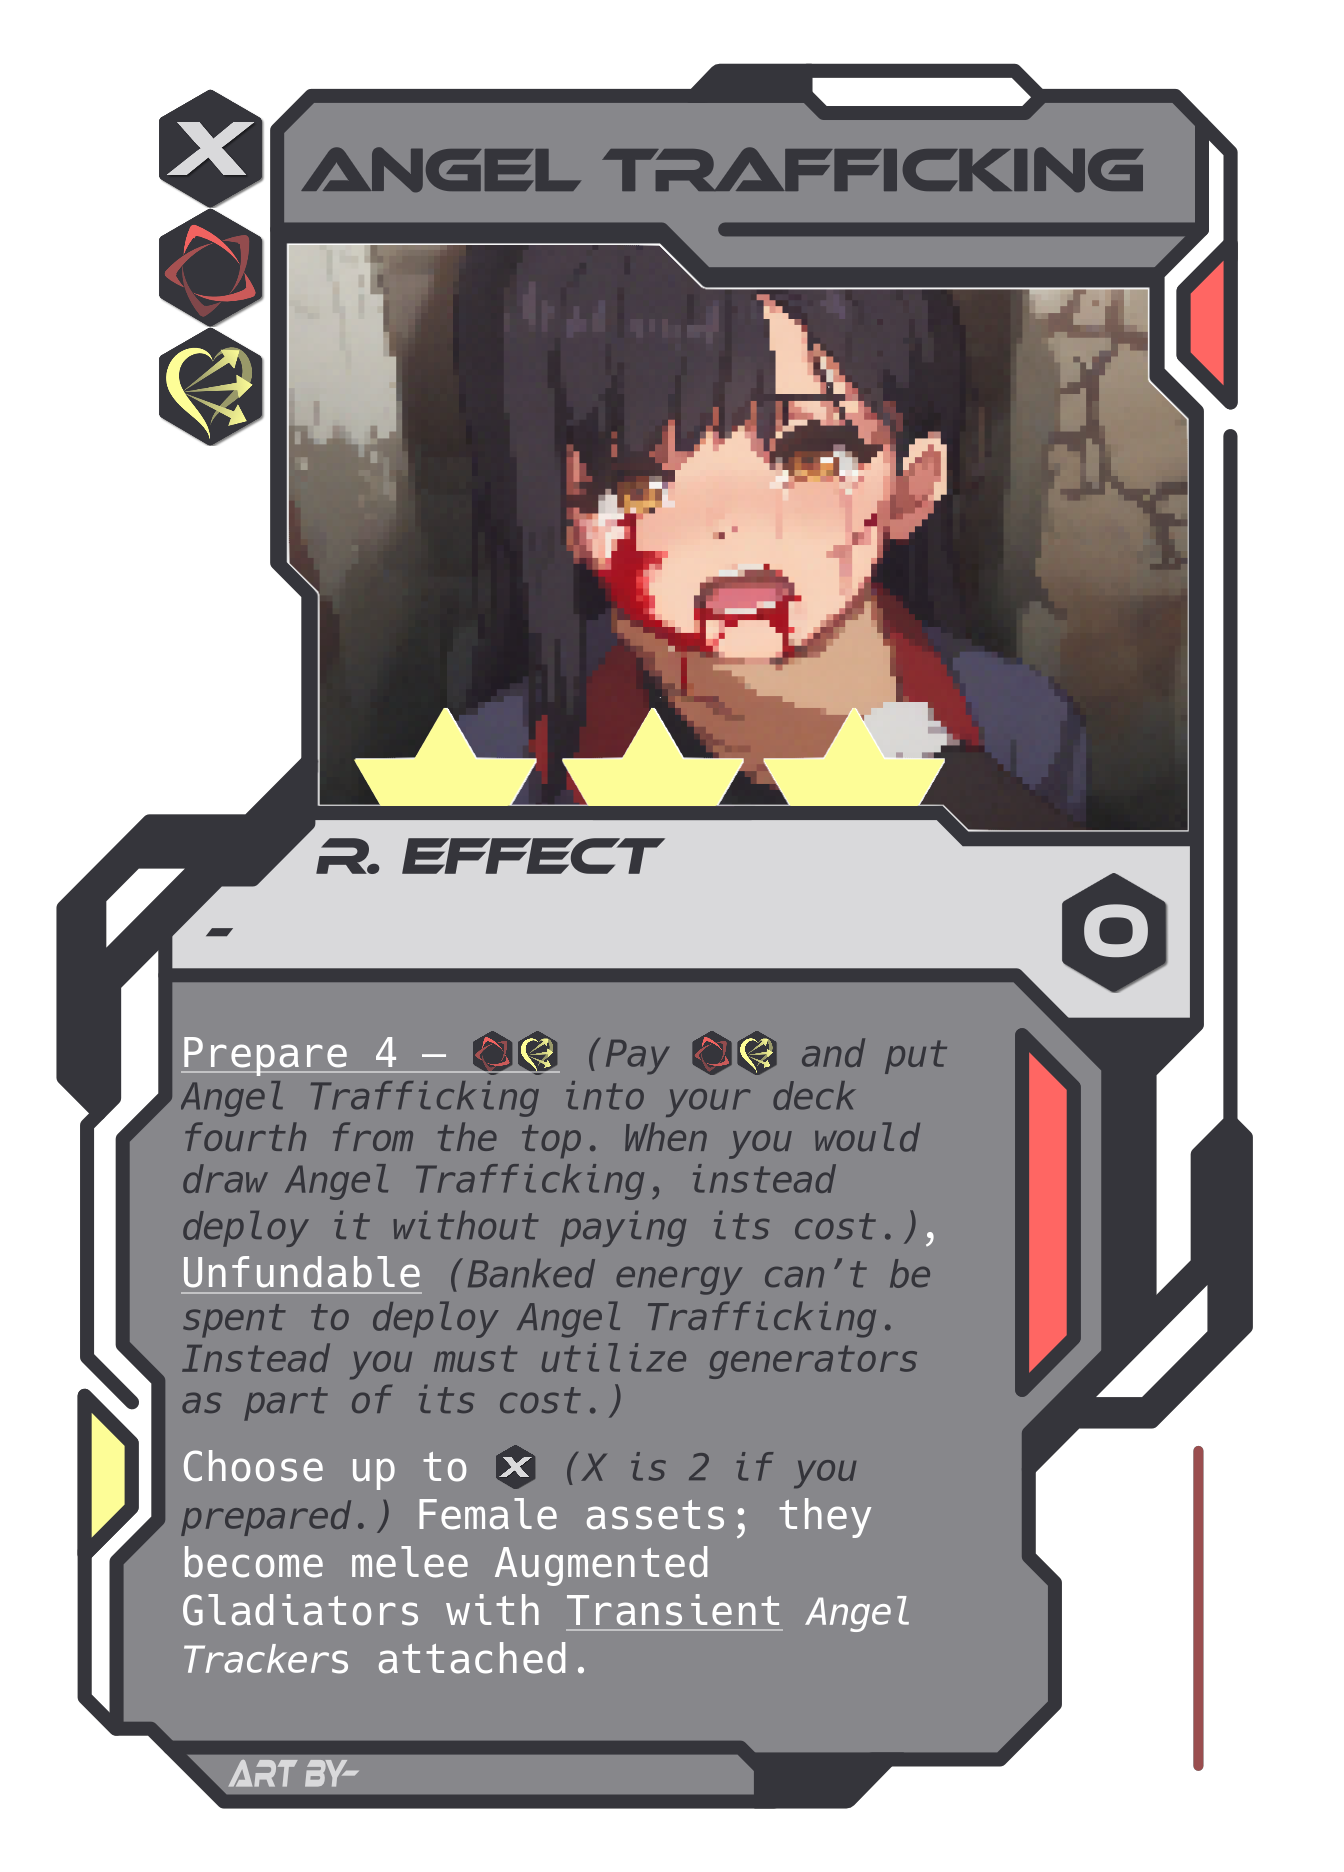 X
ANGEL TRAFFICKING
R. EFFECT
-
0
Prepare 4 — (Pay and put
Angel Trafficking into your deck
fourth from the top. When you would
draw Angel Trafficking, instead
deploy it without paying its cost.),
Unfundable (Banked energy can’t be
spent to deploy Angel Trafficking.
Instead you must utilize generators
as part of its cost.)
Choose up to X (X is 2 if you
prepared.) Female assets; they
become melee Augmented
Gladiators with Transient Angel
Trackers attached.
ART BY-